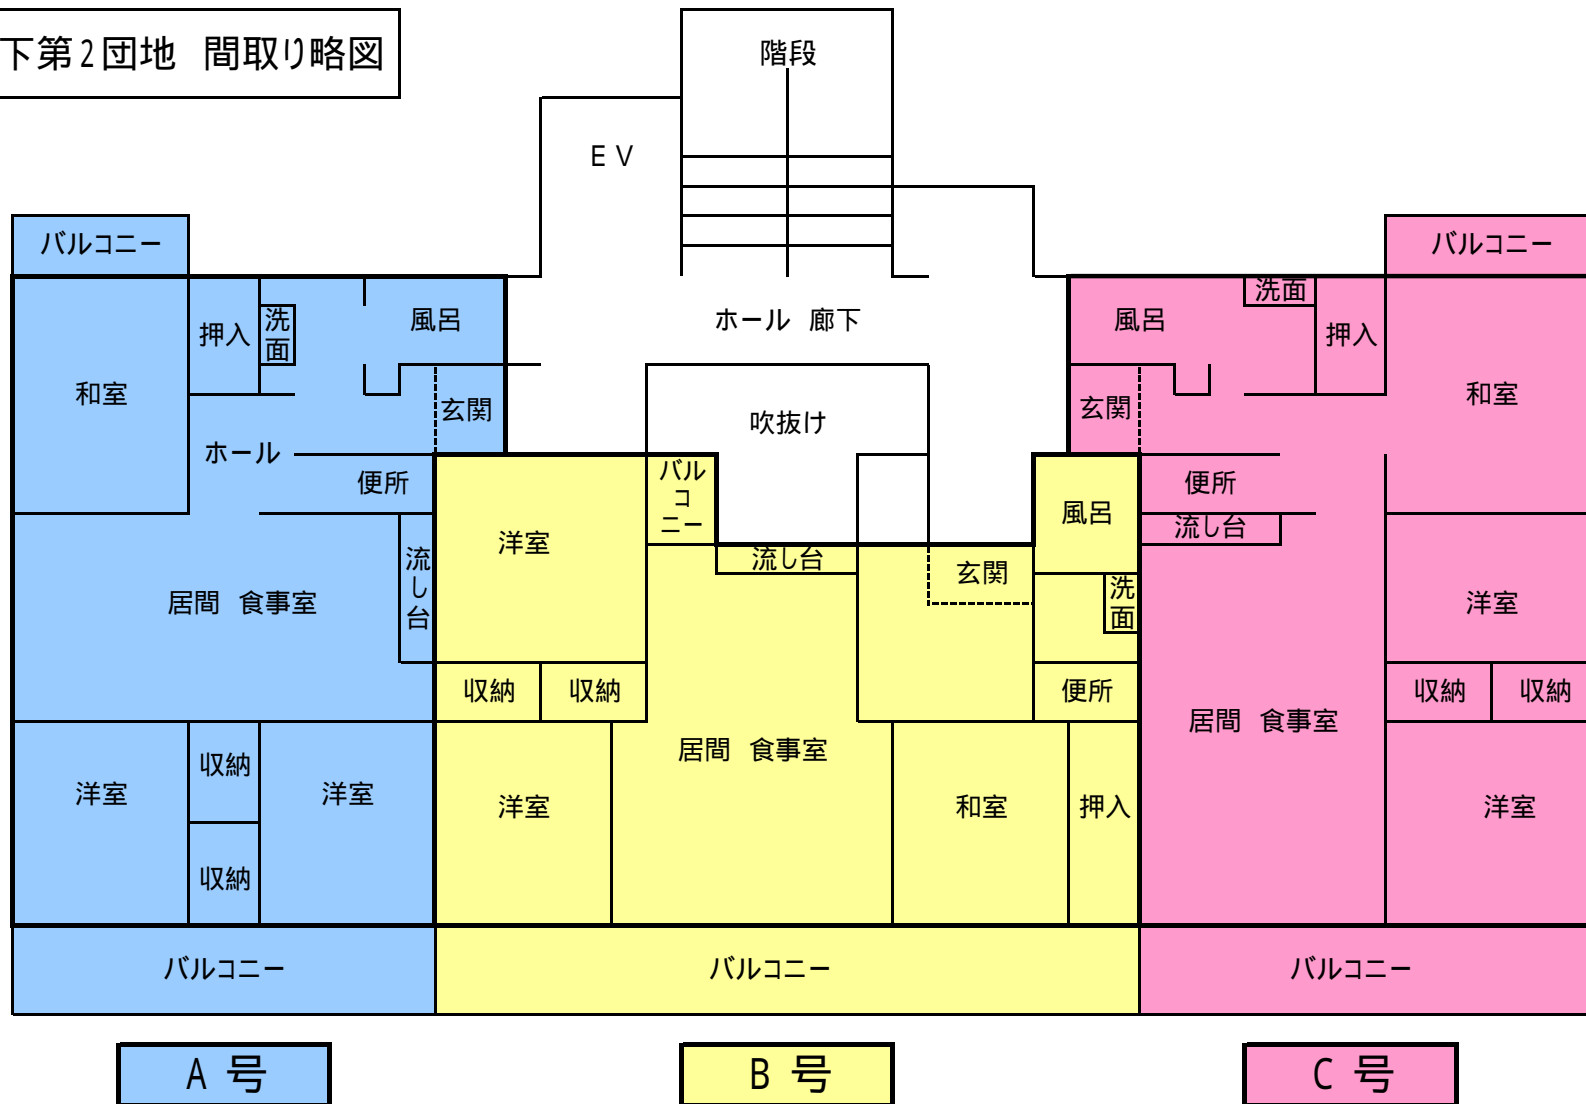 下第2団地 間取り略図
階段
EV
バルコニー
バルコニー
和室
押入
洗
面
風呂
ホール 廊下
風呂
洗面
押入
和室
玄関
吹抜け
玄関
ホール
便所
バル
コ
ニー
風呂
便所
洋室
流し台
流し台
玄関
流
し
台
洗
面
居間 食事室
洋室
収納
収納
便所
収納
収納
居間 食事室
居間 食事室
洋室
収納
収納
洋室
洋室
和室
押入
洋室
バルコニー
バルコニー
バルコニー
A 号
B 号
C 号